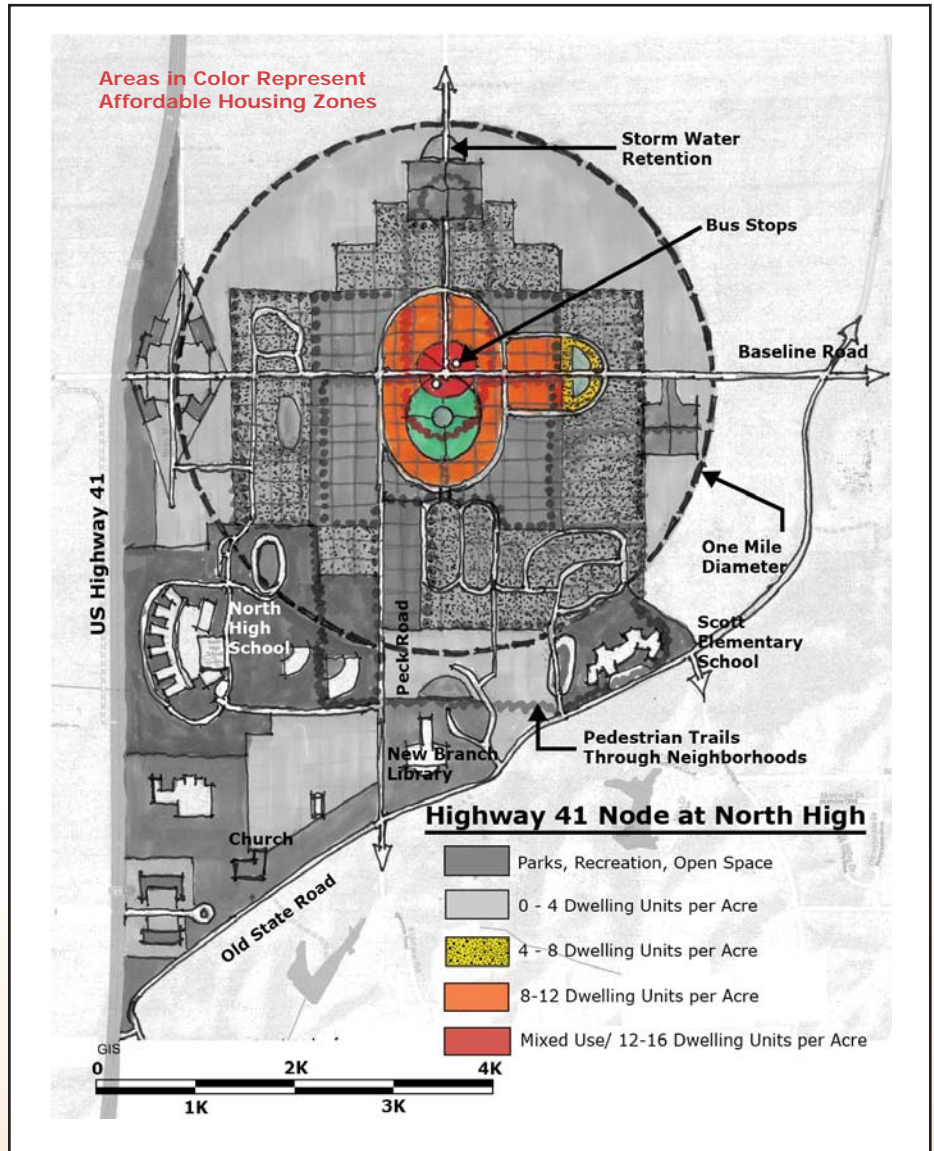 Areas in Color Represent
Affordable Housing Zones
Storm Water
Retention
Bus Stops
Baseline Road
US Highway 41
One Mile
Diameter
North
High
School
Peck Road
Scott
Elementary
School
Pedestrian Trails
Through Neighborhoods
New Branch
Library
Church
Old State Road
Highway 41 Node at North High
Parks, Recreation, Open Space
0 - 4 Dwelling Units per Acre
4 - 8 Dwelling Units per Acre
8-12 Dwelling Units per Acre
Mixed Use/ 12-16 Dwelling Units per Acre
GIS
0 2K 4K
1K 3K